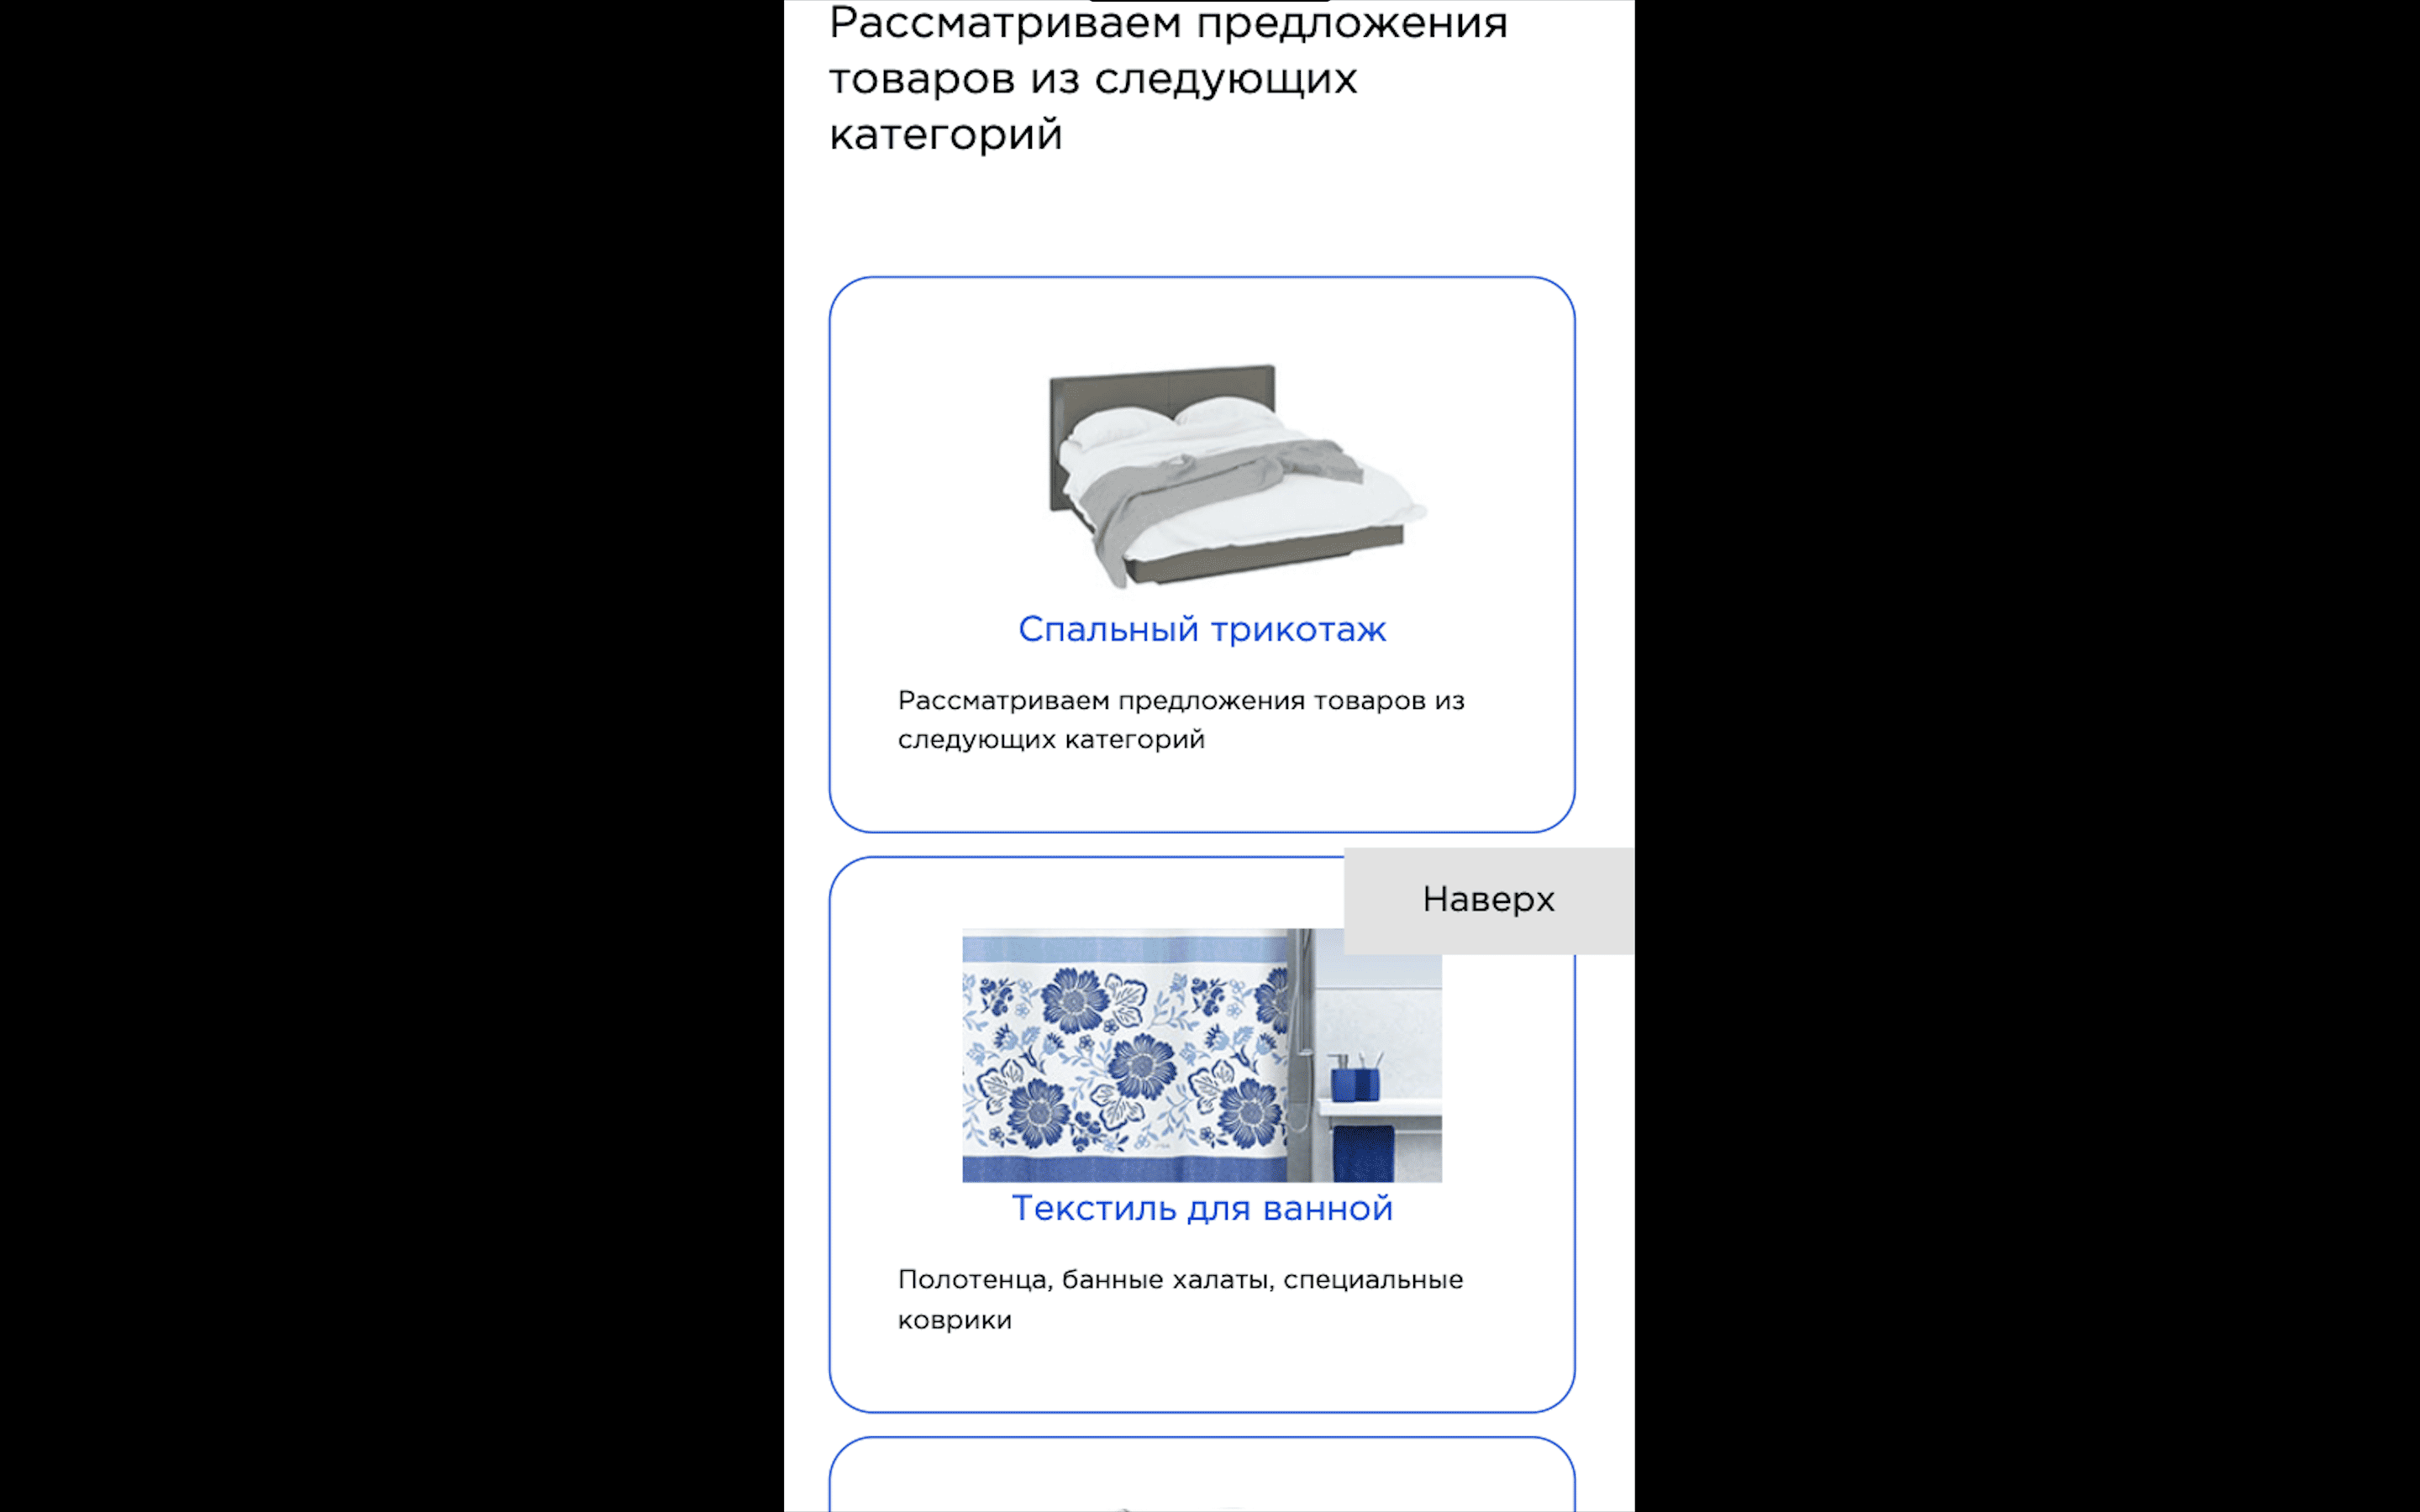 Рассматриваем предложения
товаров из следующих
категорий
Спальный трикотаж
Рассматриваем предложения товаров из
следующих категорий
Наверх
Текстиль для ванной
Полотенца, банные халаты, специальные
коврики